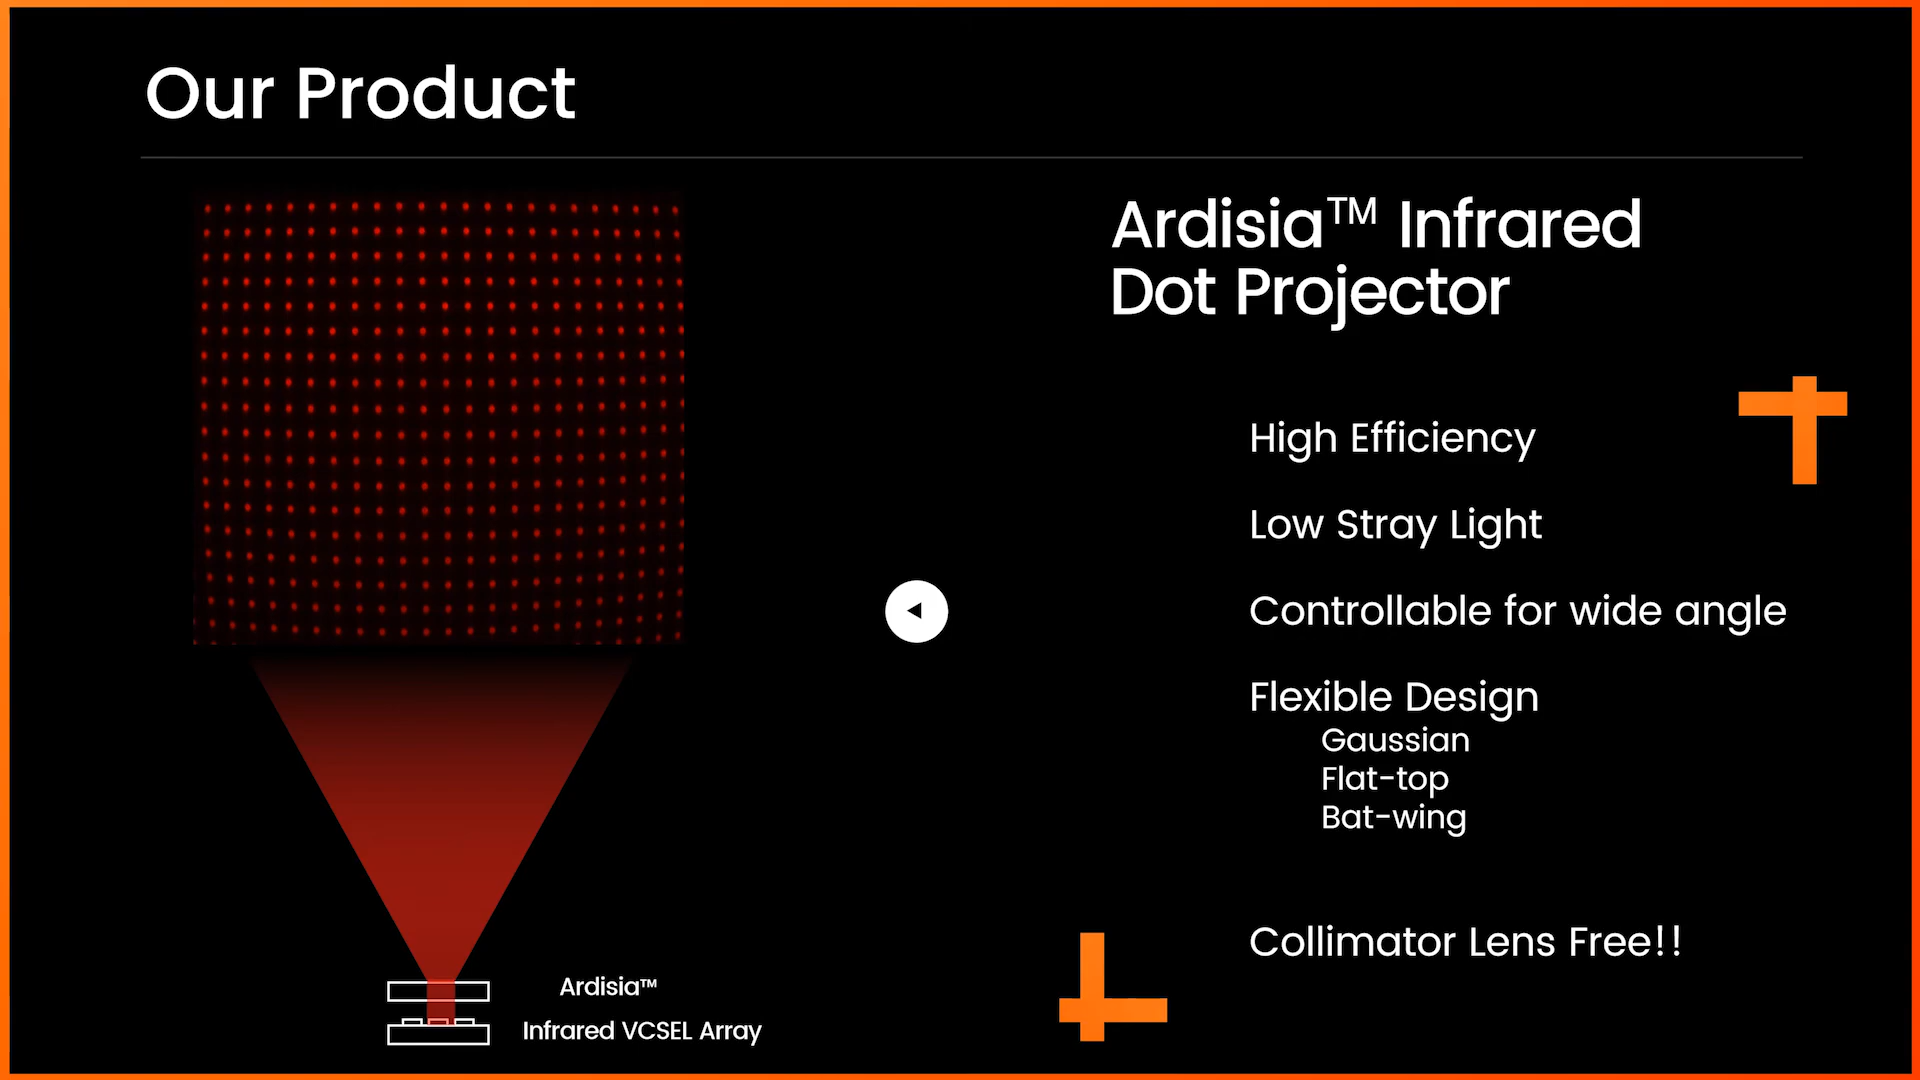 Our Product
Ardisia™ Infrared
Dot Projector
High Efficiency
Low Stray Light
Controllable for wide angle
Flexible Design
Gaussian
Flat-top
Bat-wing
Collimator Lens Free!!
Ardisia™
Infrared VCSEL Array